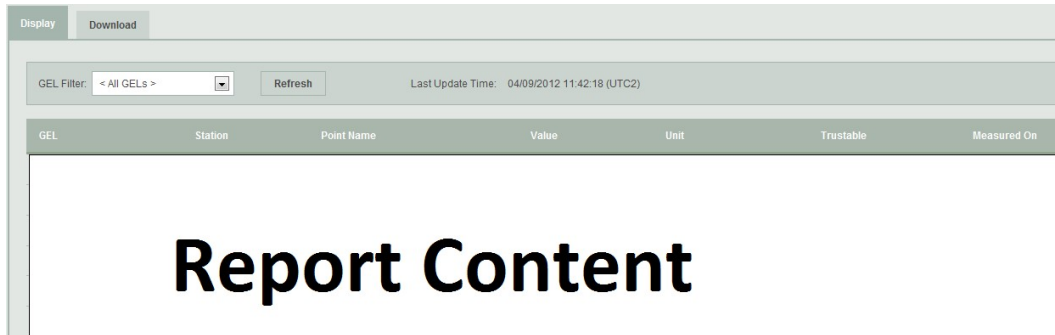 Display Download
GEL Filter: < All GELs > Refresh Last Update Time: 04/09/2012 11:42:18 (UTC2)
GEL Station Point Name Value Unit Trustable Measured On
Report Content